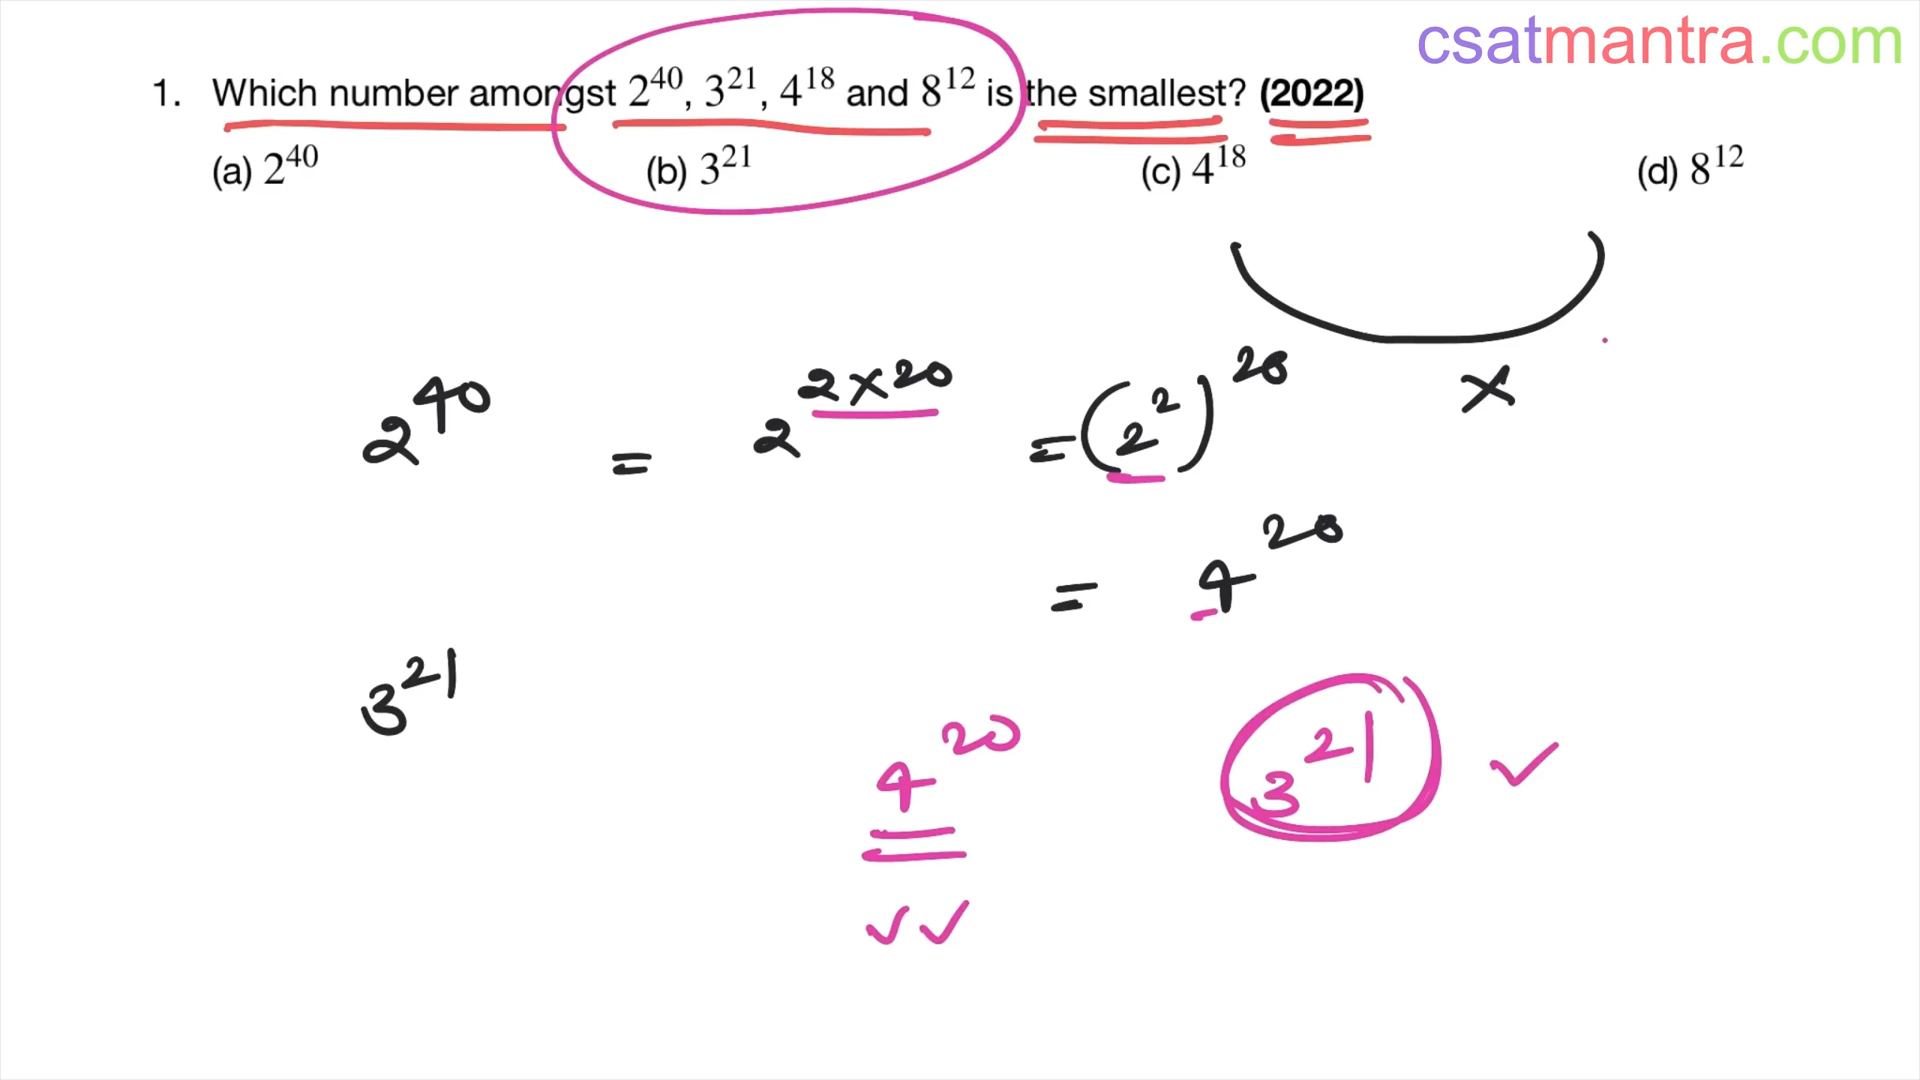 csatmantra.com
1. Which number amongst 2^40, 3^21, 4^18 and 8^12 is the smallest? (2022)
(a) 2^40 (b) 3^21 (c) 4^18 (d) 8^12
2^40 = 2^(2×20) = (2^2)^20 ×
= 4^20
3^21
4^20 3^21 ✓
✓✓